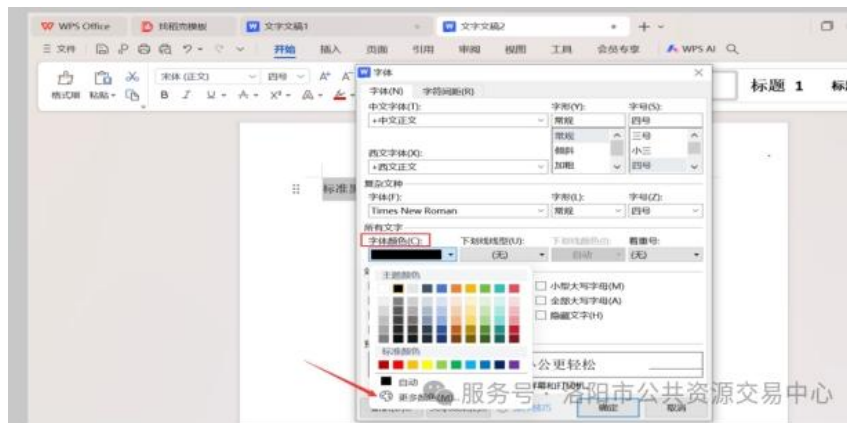 WPS Office 找稻壳模板 文字文稿1 文字文稿2
文件 开始 插入 页面 引用 审阅 视图 工具 会员专享 WPS AI
格式刷 粘贴 宋体 (正文) 四号 标题 1 标题
字体
字体(N) 字符间距(R)
中文字体(T): 字形(Y): 字号(S):
+中文正文 常规 四号
常规 三号
倾斜 小三
西文字体(X): 加粗 四号
+西文正文
复杂文种
字体(F): 字形(L): 字号(Z):
Times New Roman 常规 四号
所有文字
字体颜色(C): 下划线线型(U): 下划线颜色(I): 着重号:
(无) 自动 (无)
主题颜色
小型大写字母(M)
全部大写字母(A)
隐藏文字(H)
标准颜色
公更轻松
自动
更多颜色(M)...
确定 取消
标准
服务号 · 洛阳市公共资源交易中心